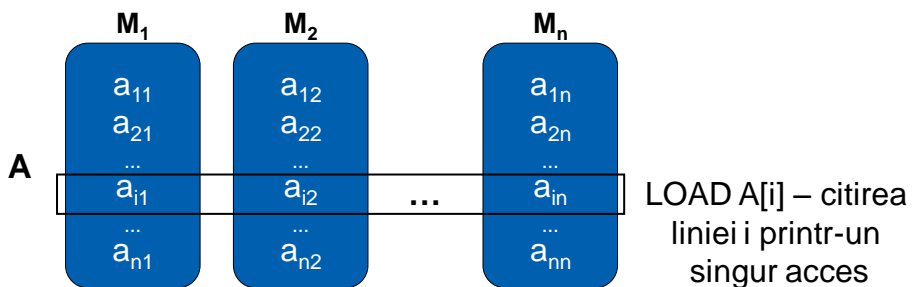 M₁ M₂ Mₙ
a₁₁ a₁₂ a₁ₙ
a₂₁ a₂₂ a₂ₙ
... ... ...
A
aᵢ₁ aᵢ₂ ... aᵢₙ
... ... ...
aₙ₁ aₙ₂ aₙₙ
LOAD A[i] – citirea
liniei i printr-un
singur acces